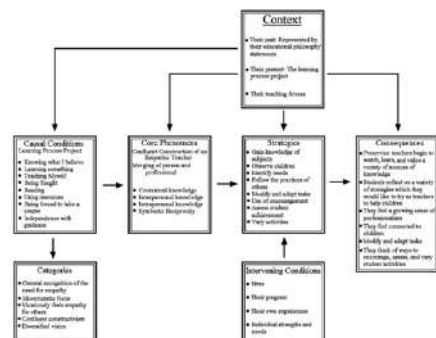 Context
Their past- Represented by
their educational philosophy
statements
Their present- The learning
process project
Their teaching
Causal Conditions
Learning Process Project
Knowing what I believe
Learning something
Teaching Myself
Being Taught
Reading
Using resources
Being forced to take a
course
Independence with
guidance
Core Phenomena
Confluent Construction of an
Empathic Teacher
Merging of person and
professional
Contextual knowledge
Interpersonal knowledge
Intrapersonal knowledge
Synthetic Reciprocity
Strategies
Gain knowledge of
subjects
Observe children
Identify needs
Follow the practices of
others
Modify and adapt tasks
Use of encouragement
Assess student
achievement
Vary activities
Consequences
Preservice teachers begin to
watch, learn, and value a
variety of sources of
knowledge
Students reflect on a variety
of strategies which they
would like to try as teachers
to help children
They feel a growing sense of
professionalism
They feel connected to
children
Modify and adapt tasks
They think of ways to
encourage, assess, and vary
student activities
Categories
General recognition of the
need for empathy
Idiosyncratic focus
Vicariously feels empathy
for others
Confluent constructivism
Diversified vision
Intervening Conditions
Their program
Their own experiences
Individual strengths and
needs